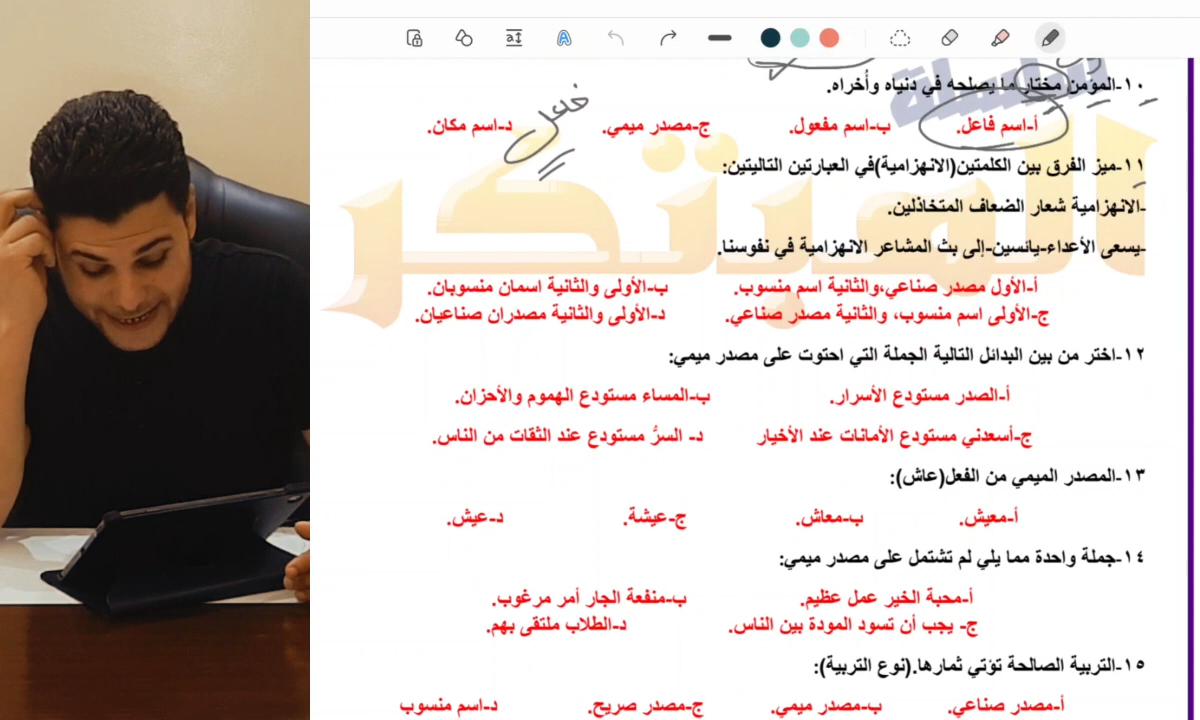 ١٠-المؤمن مختار ما يصلحه في دنياه وأُخراه.
أ-اسم فاعل. ب-اسم مفعول. ج-مصدر ميمي. د-اسم مكان.
١١-ميز الفرق بين الكلمتين(الانهزامية)في العبارتين التاليتين:
-الانهزامية شعار الضعاف المتخاذلين.
-يسعى الأعداء-يائسين-إلى بث المشاعر الانهزامية في نفوسنا.
أ-الأول مصدر صناعي،والثانية اسم منسوب. ب-الأولى والثانية اسمان منسوبان.
ج-الأولى اسم منسوب، والثانية مصدر صناعي. د-الأولى والثانية مصدران صناعيان.
١٢-اختر من بين البدائل التالية الجملة التي احتوت على مصدر ميمي:
أ-الصدر مستودع الأسرار. ب-المساء مستودع الهموم والأحزان.
ج-أسعدني مستودع الأمانات عند الأخيار د- السرُّ مستودع عند الثقات من الناس.
١٣-المصدر الميمي من الفعل(عاش):
أ-معيش. ب-معاش. ج-عيشة. د-عيش.
١٤-جملة واحدة مما يلي لم تشتمل على مصدر ميمي:
أ-محبة الخير عمل عظيم. ب-منفعة الجار أمر مرغوب.
ج- يجب أن تسود المودة بين الناس. د-الطلاب ملتقى بهم.
١٥-التربية الصالحة تؤتي ثمارها.(نوع التربية):
أ-مصدر صناعي. ب-مصدر ميمي. ج-مصدر صريح. د-اسم منسوب
المبتكر